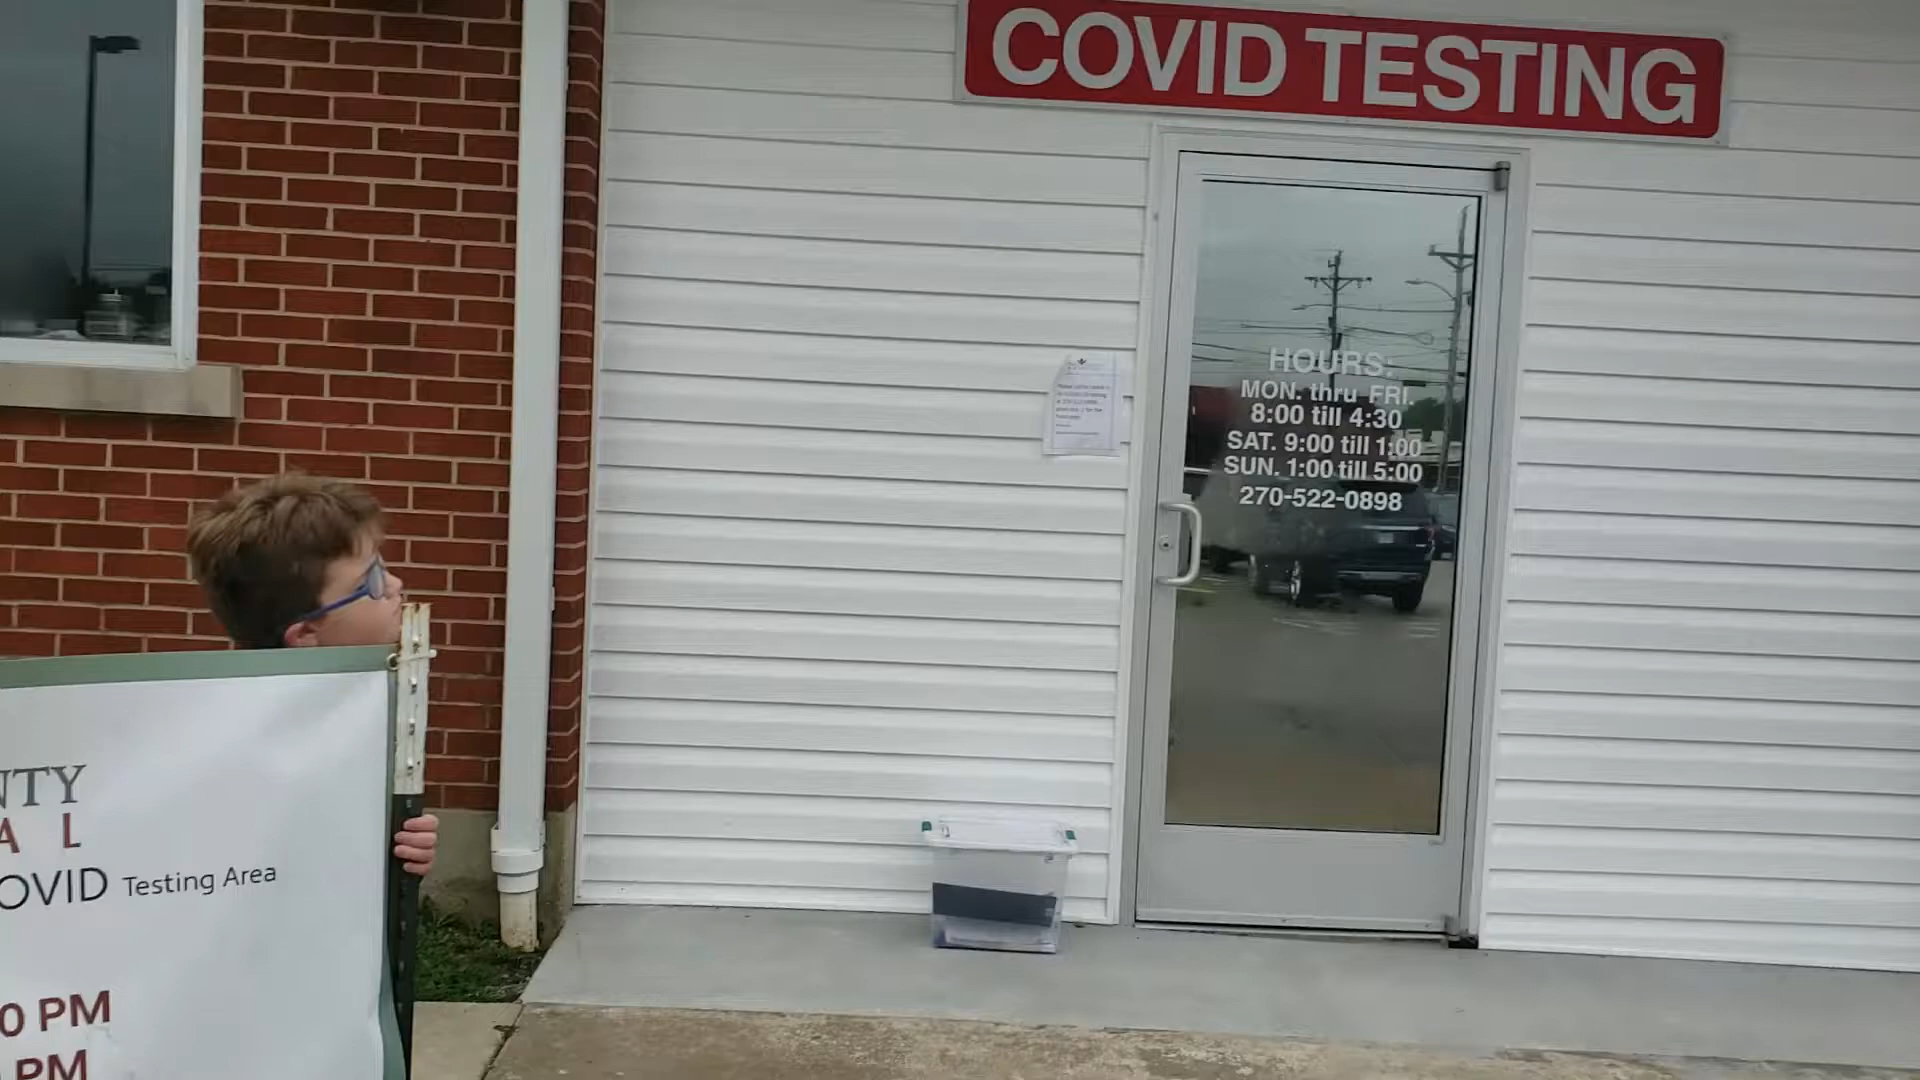 COVID TESTING
HOURS:
MON. thru FRI.
8:00 till 4:30
SAT. 9:00 till 1:00
SUN. 1:00 till 5:00
270-522-0898
NTY
A L
OVID Testing Area
0 PM
PM